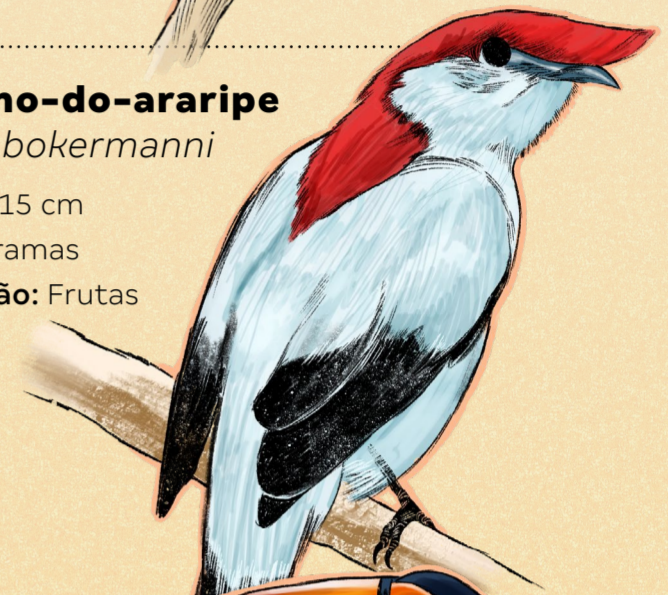 no-do-araripe
bokermanni
15 cm
ramas
ão: Frutas